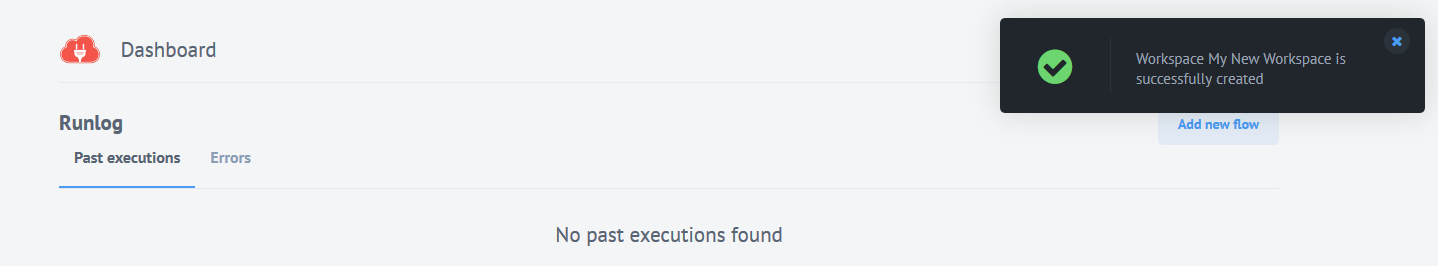 Dashboard
Workspace My New Workspace is
successfully created
Runlog
Add new flow
Past executions
Errors
No past executions found